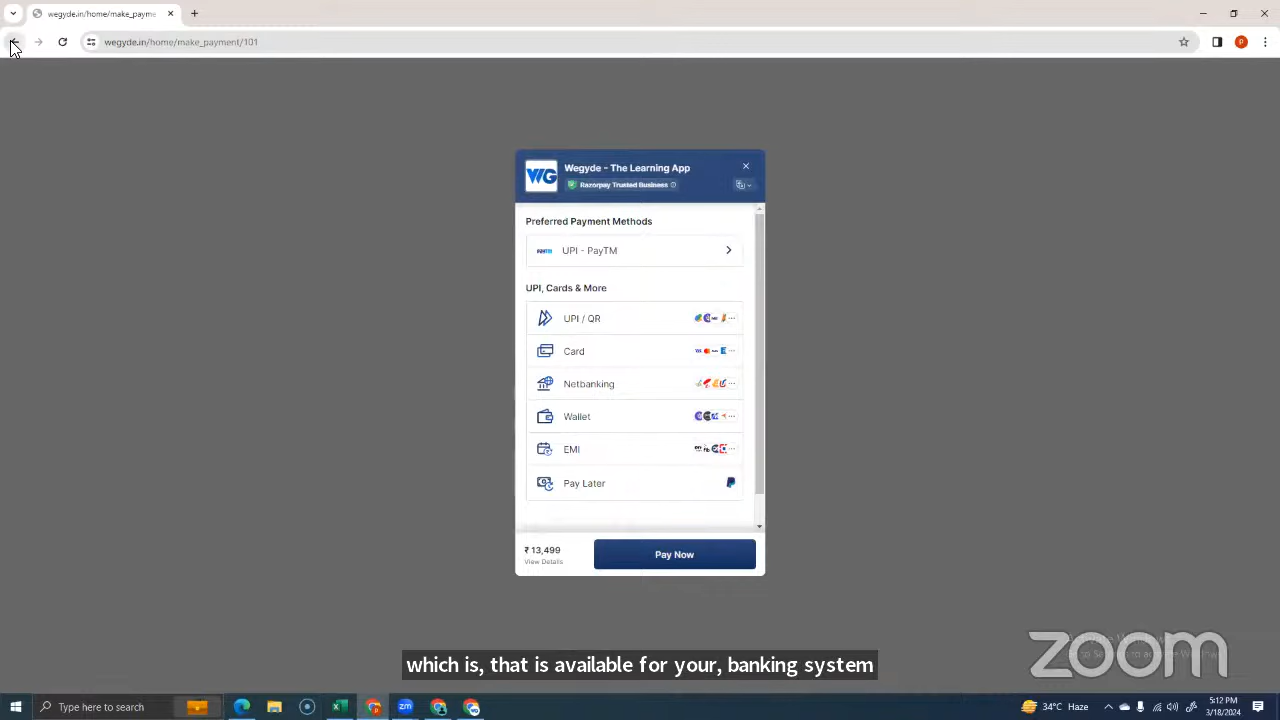 wegyde.in/home/make_payme
wegyde.in/home/make_payment/101
P
WG
Wegyde - The Learning App
Razorpay Trusted Business
Preferred Payment Methods
UPI - PayTM
UPI, Cards & More
UPI / QR
Card
Netbanking
Wallet
EMI
Pay Later
₹ 13,499
View Details
Pay Now
which is, that is available for your, banking system
zoom
Type here to search
34°C Haze
5:12 PM
3/18/2024